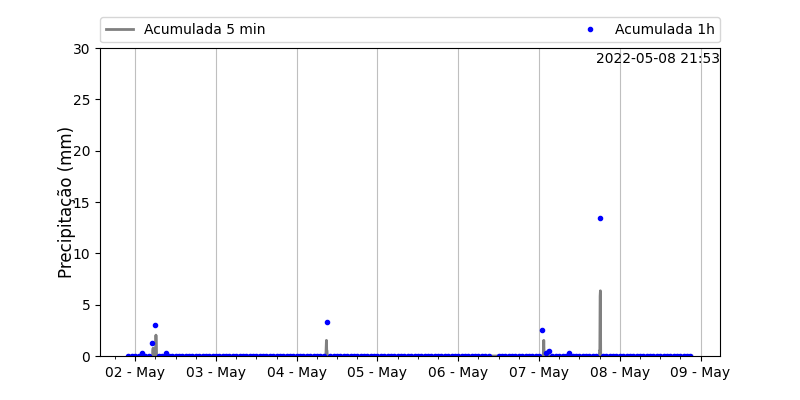 Acumulada 5 min
Acumulada 1h
2022-05-08 21:53
Precipitação (mm)
30
25
20
15
10
5
0
02 - May
03 - May
04 - May
05 - May
06 - May
07 - May
08 - May
09 - May